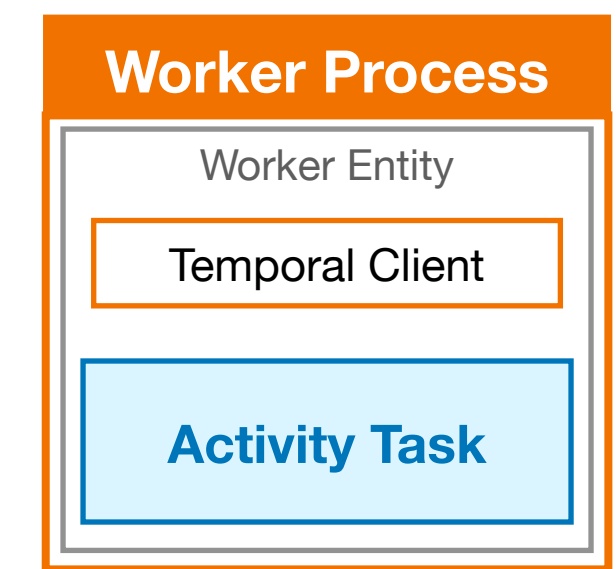 Worker Process
Worker Entity
Temporal Client
Activity Task